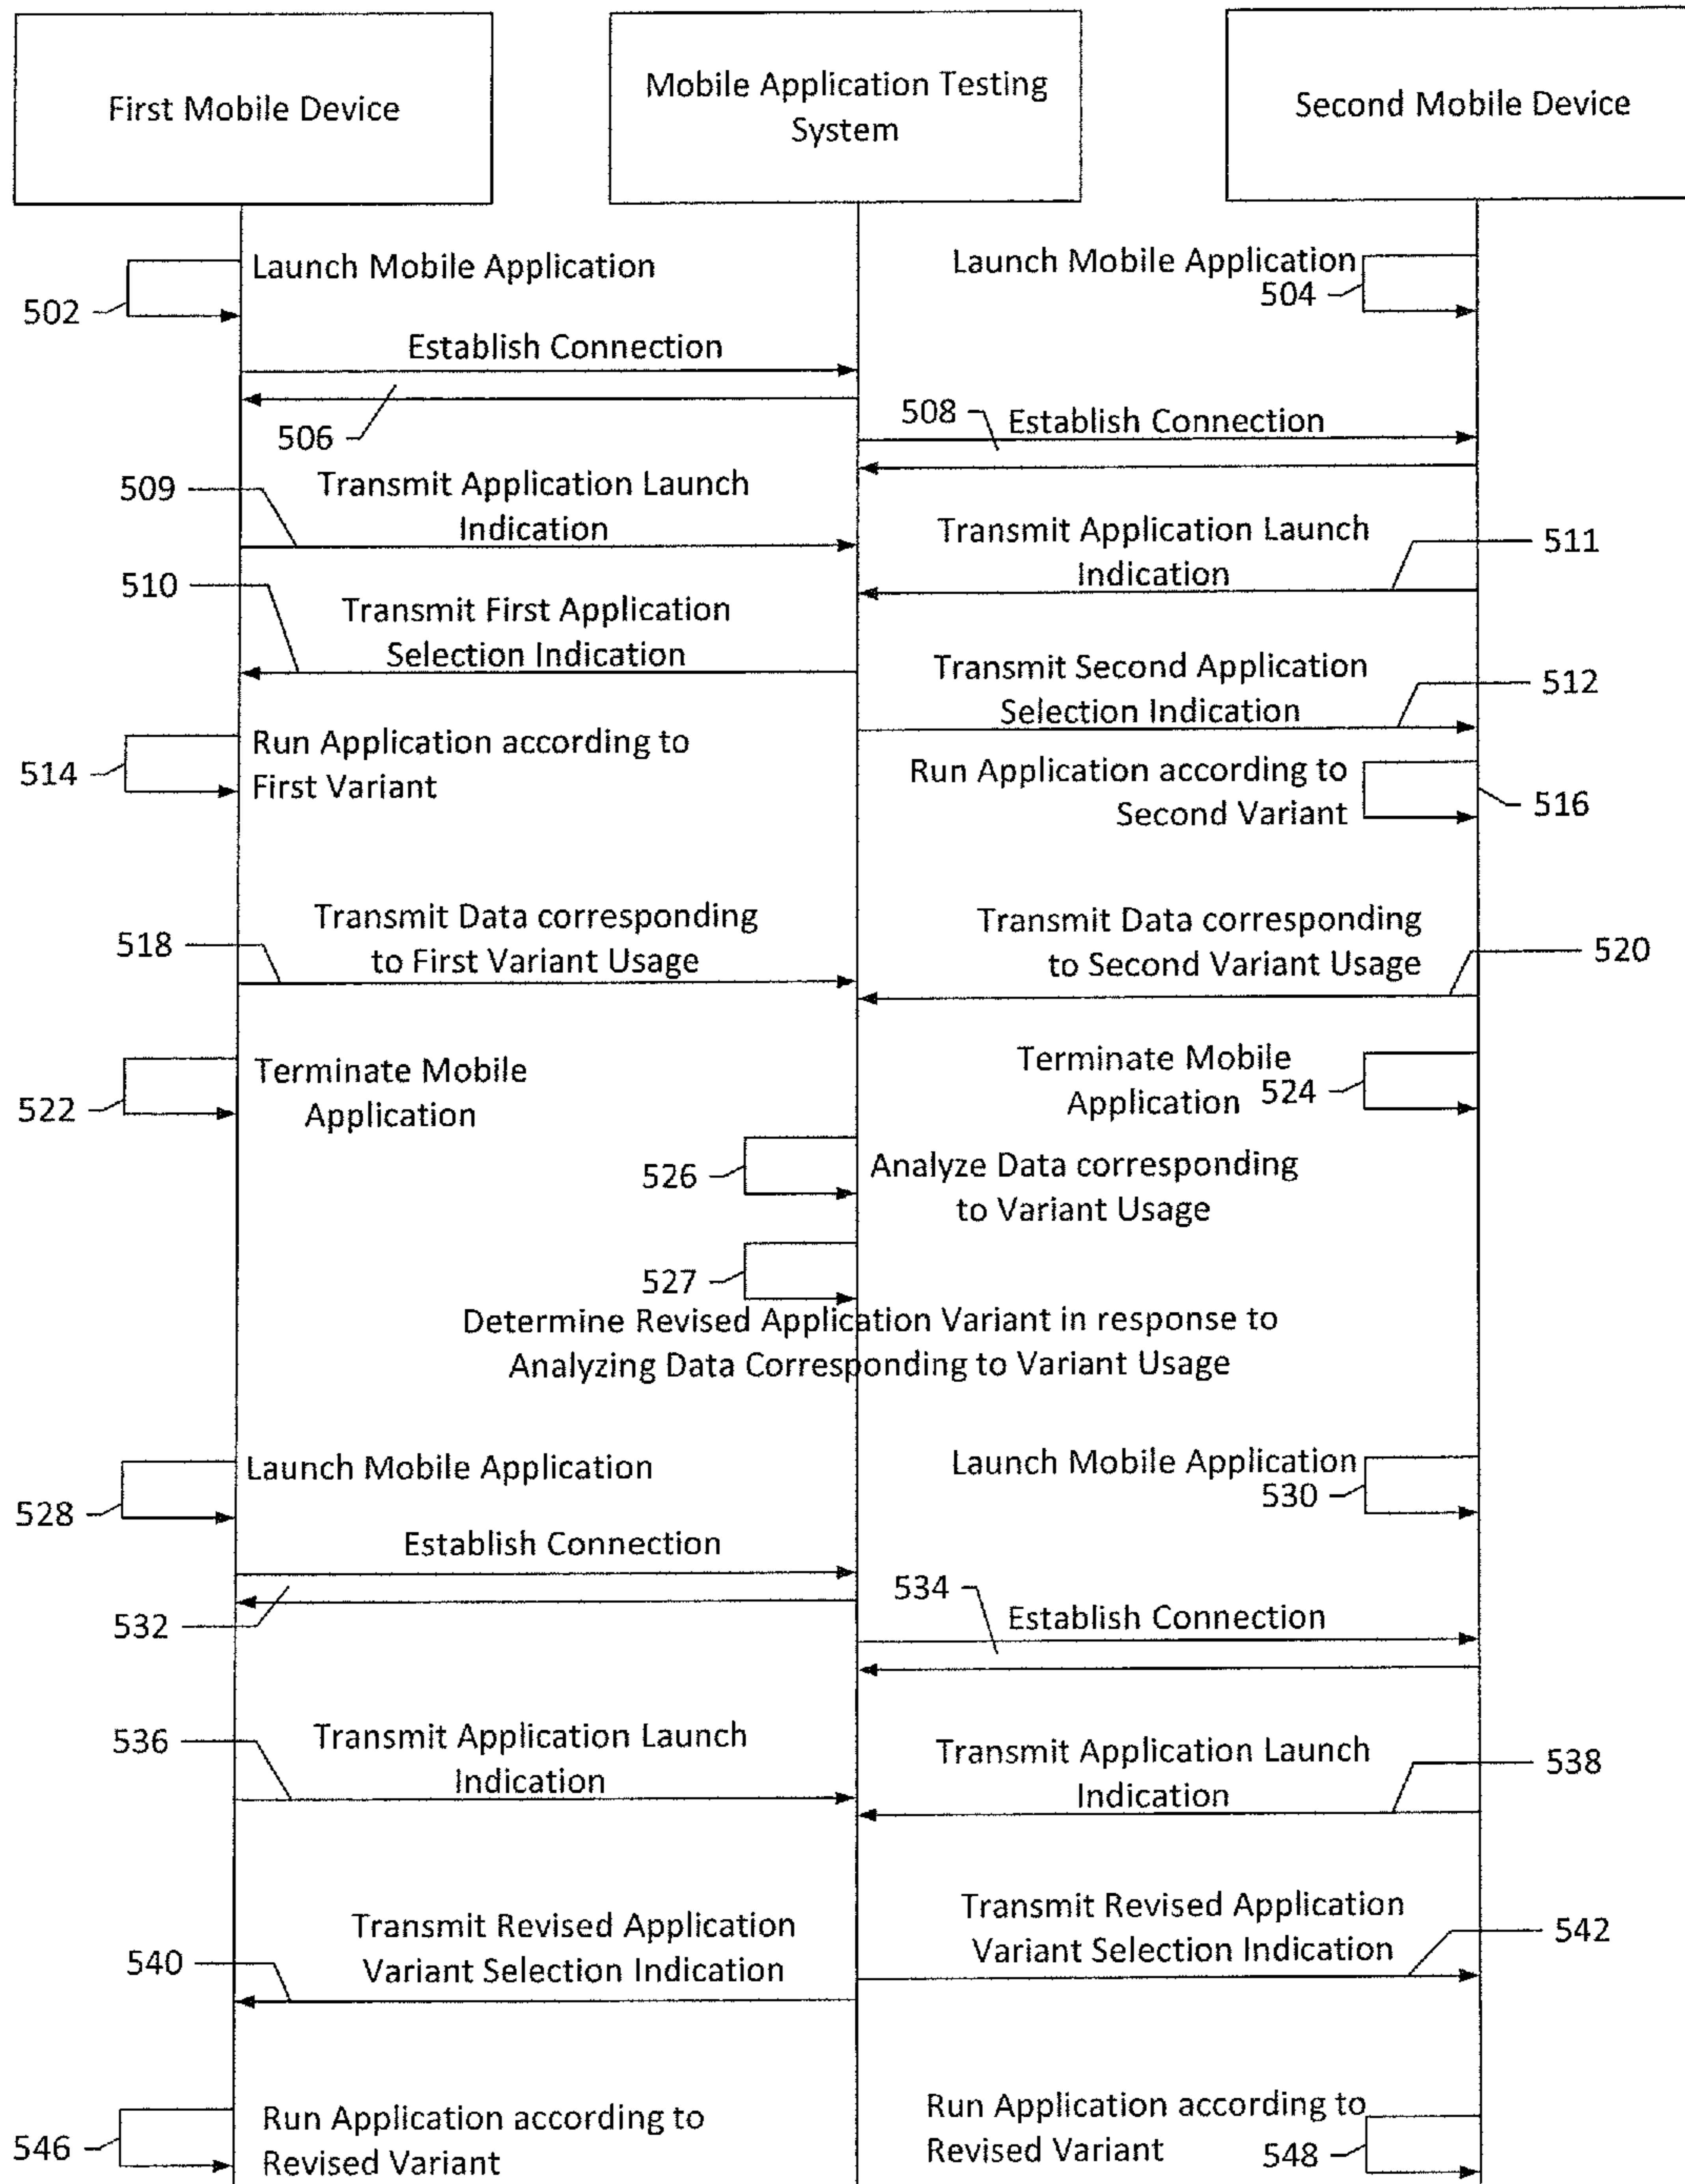 First Mobile Device
Mobile Application Testing
System
Second Mobile Device
Launch Mobile Application
502
Launch Mobile Application
504
Establish Connection
506
508
Establish Connection
509
Transmit Application Launch
Indication
Transmit Application Launch
Indication
511
510
Transmit First Application
Selection Indication
Transmit Second Application
Selection Indication
512
514
Run Application according to
First Variant
Run Application according to
Second Variant
516
518
Transmit Data corresponding
to First Variant Usage
Transmit Data corresponding
to Second Variant Usage
520
522
Terminate Mobile
Application
Terminate Mobile
Application
524
526
Analyze Data corresponding
to Variant Usage
527
Determine Revised Application Variant in response to
Analyzing Data Corresponding to Variant Usage
528
Launch Mobile Application
Launch Mobile Application
530
Establish Connection
532
534
Establish Connection
536
Transmit Application Launch
Indication
Transmit Application Launch
Indication
538
540
Transmit Revised Application
Variant Selection Indication
Transmit Revised Application
Variant Selection Indication
542
546
Run Application according to
Revised Variant
Run Application according to
Revised Variant
548